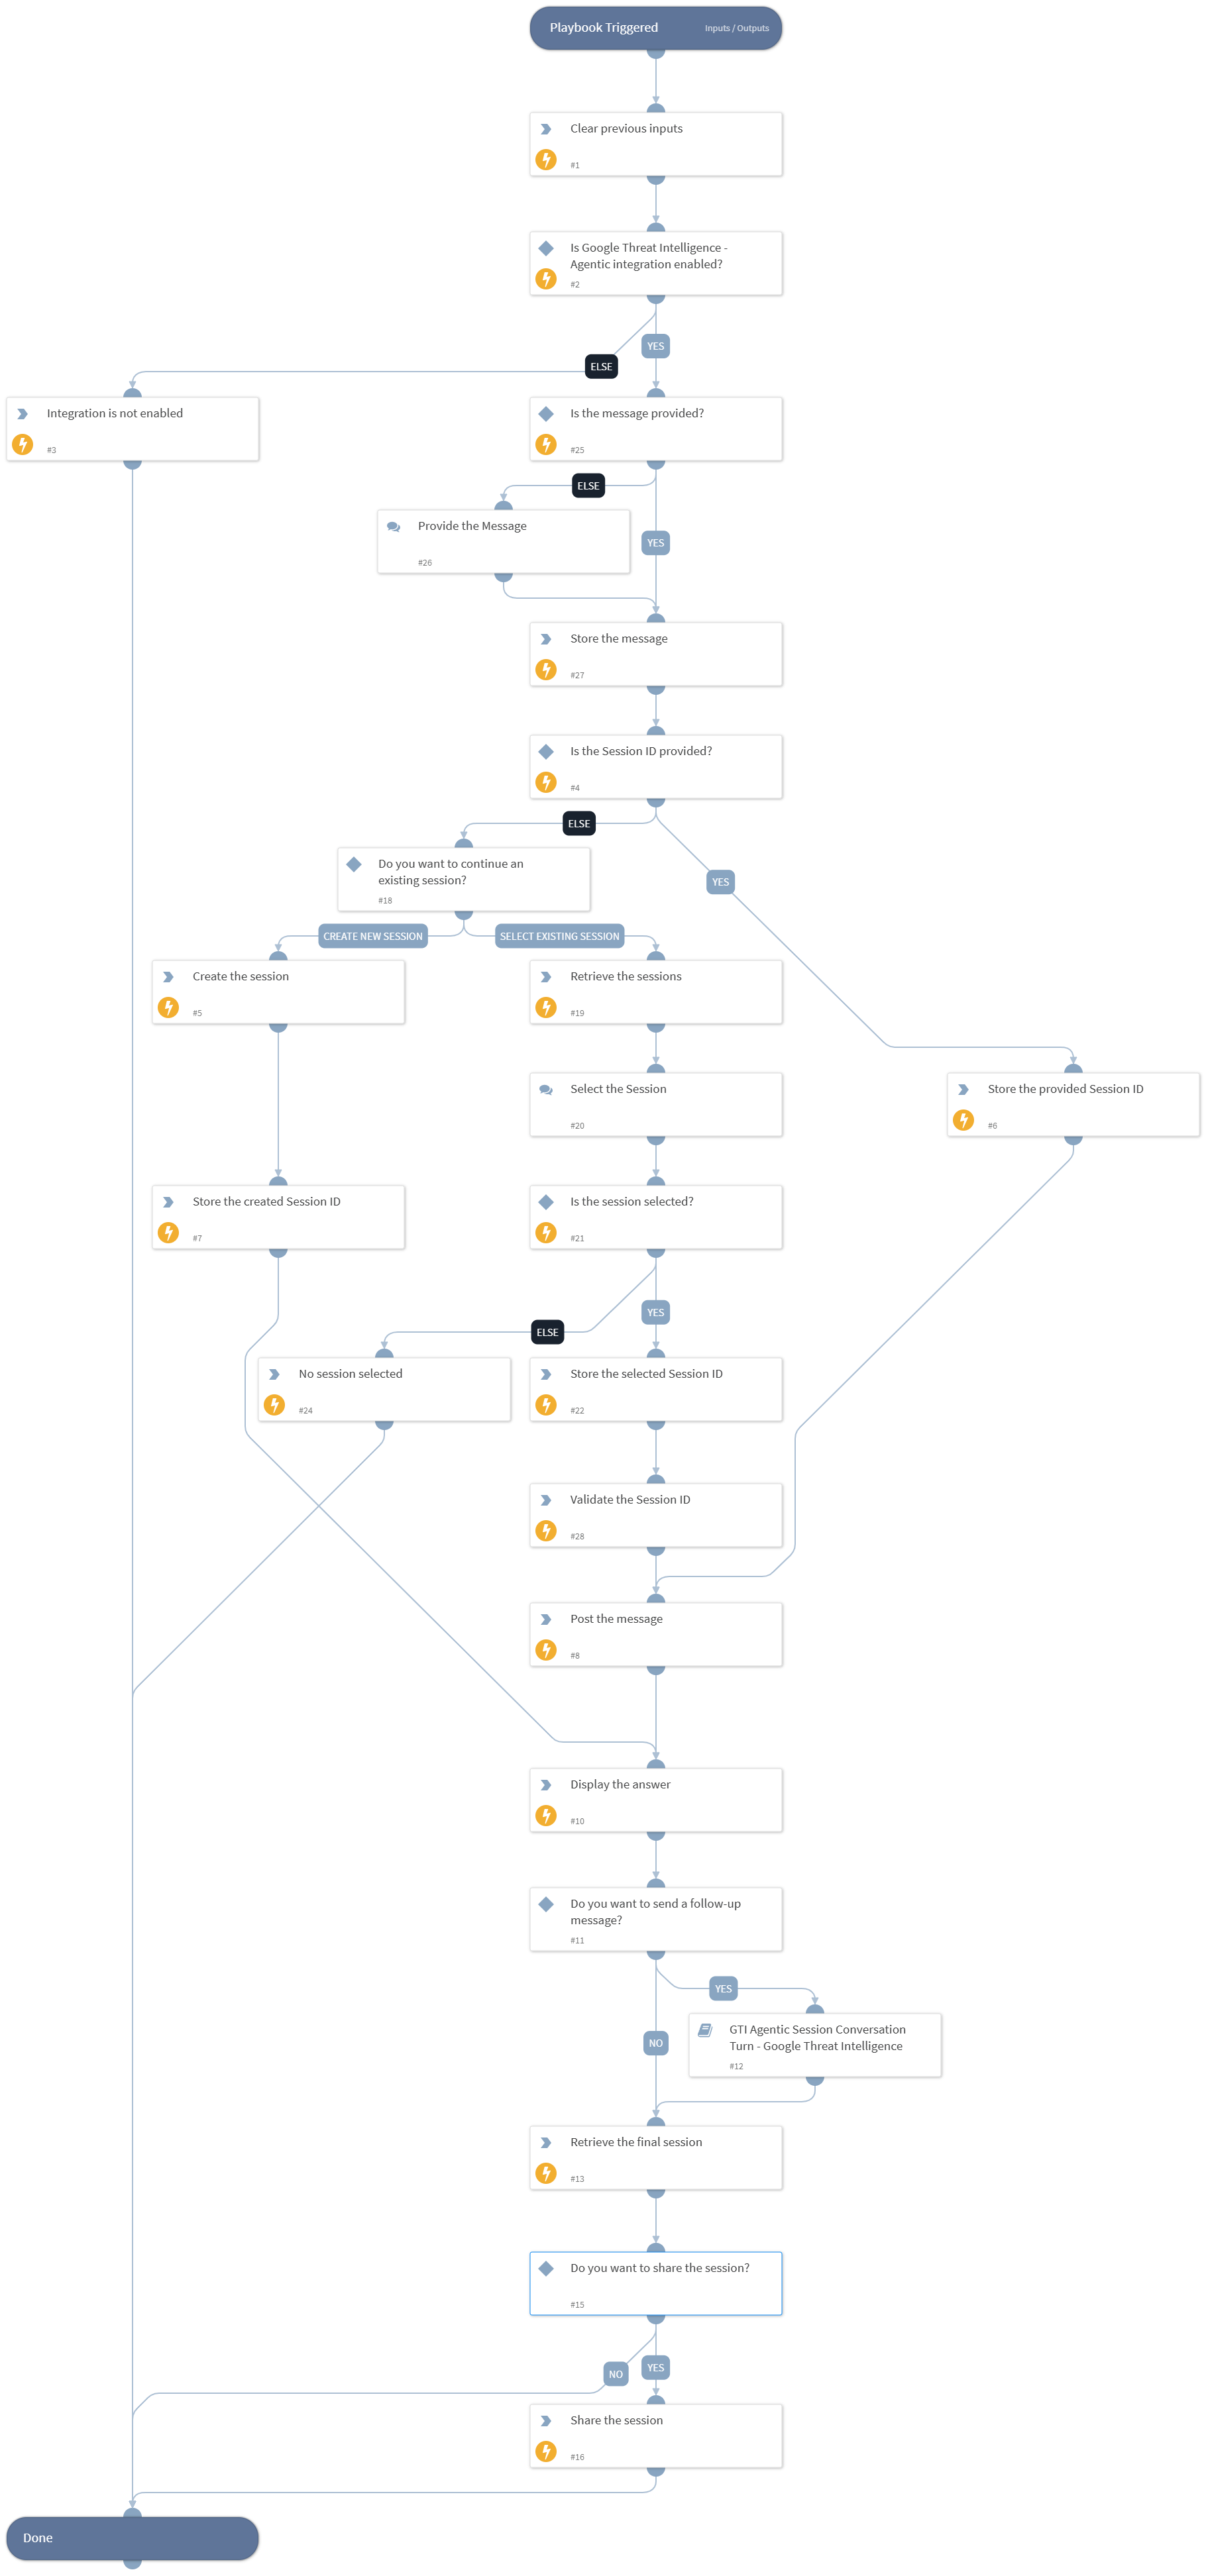 Playbook Triggered
Inputs / Outputs
Clear previous inputs
#1
Is Google Threat Intelligence -
Agentic integration enabled?
#2
YES
ELSE
Integration is not enabled
#3
Is the message provided?
#25
ELSE
Provide the Message
#26
YES
Store the message
#27
Is the Session ID provided?
#4
ELSE
Do you want to continue an
existing session?
#18
YES
CREATE NEW SESSION
SELECT EXISTING SESSION
Create the session
#5
Retrieve the sessions
#19
Select the Session
#20
Store the provided Session ID
#6
Store the created Session ID
#7
Is the session selected?
#21
YES
ELSE
No session selected
#24
Store the selected Session ID
#22
Validate the Session ID
#28
Post the message
#8
Display the answer
#10
Do you want to send a follow-up
message?
#11
YES
NO
GTI Agentic Session Conversation
Turn - Google Threat Intelligence
#12
Retrieve the final session
#13
Do you want to share the session?
#15
NO
YES
Share the session
#16
Done